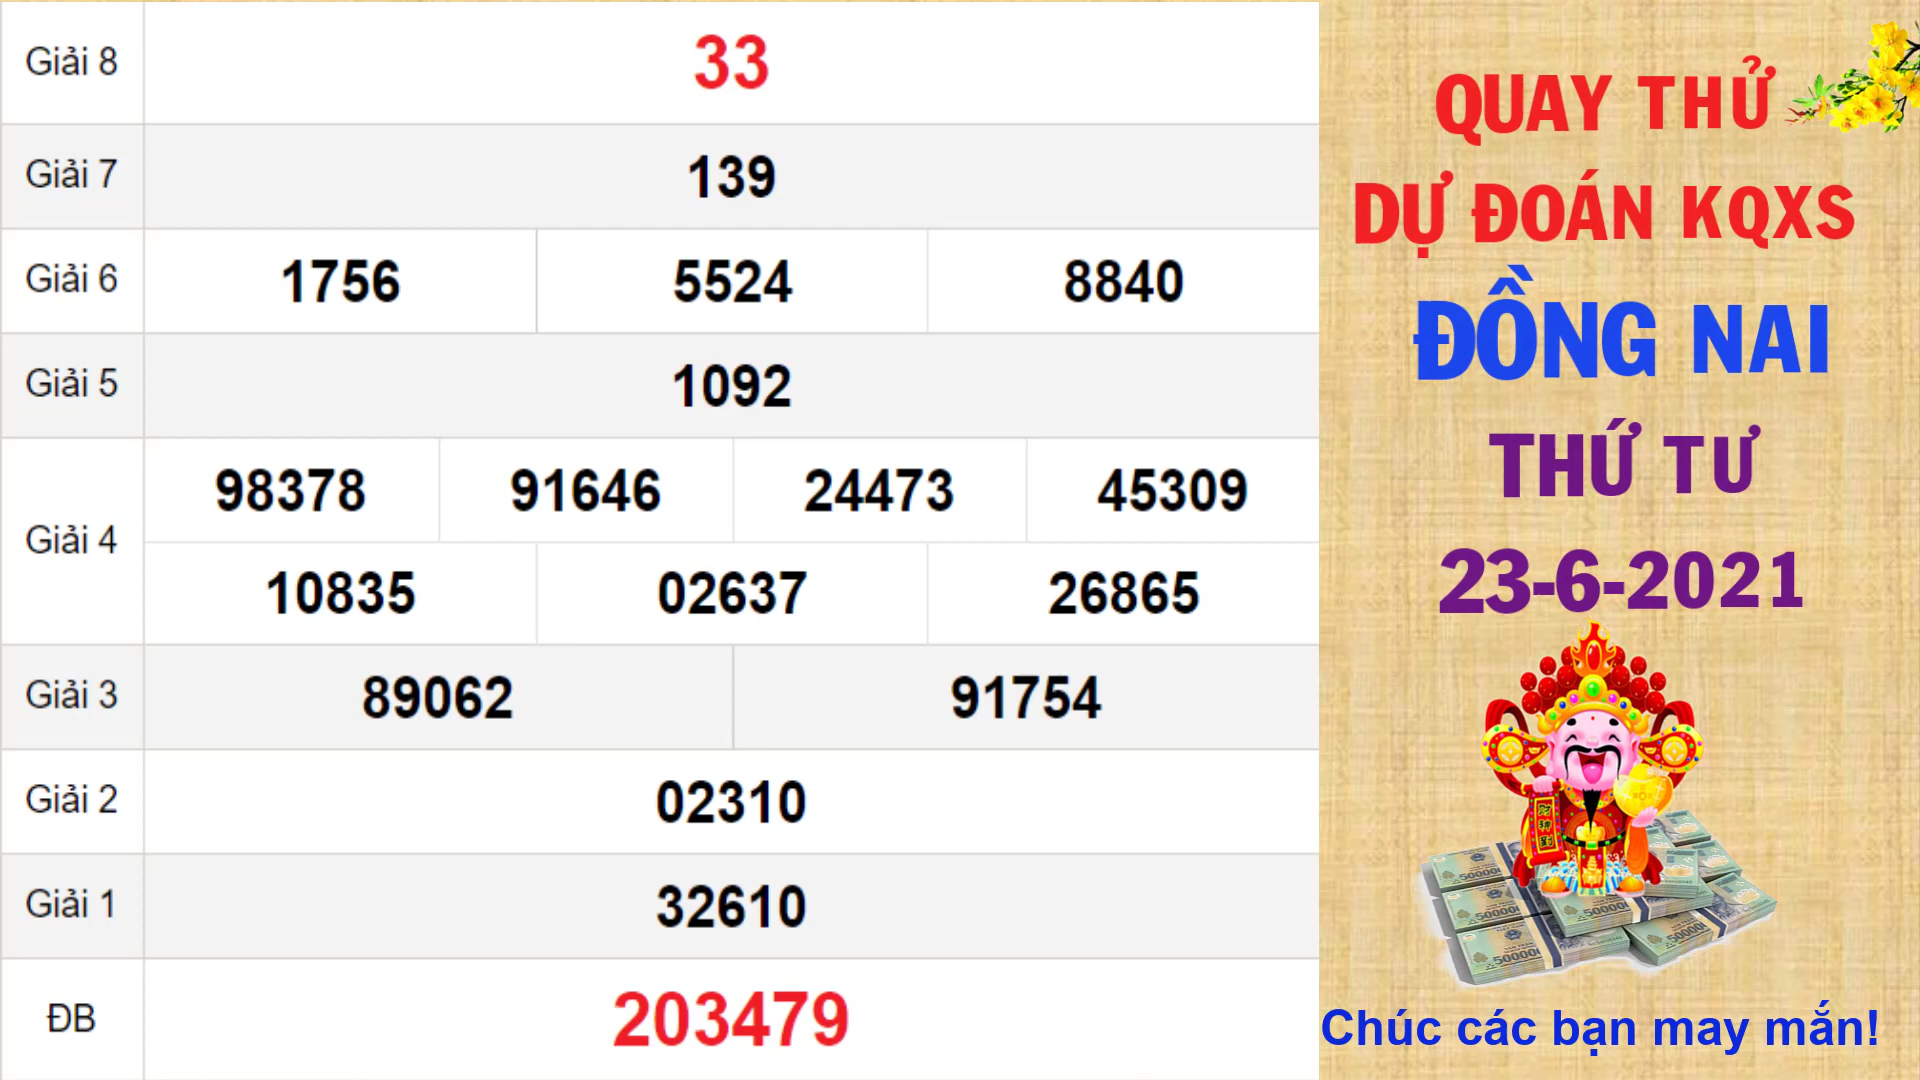 Giải 8 33
Giải 7 139
Giải 6 1756 5524 8840
Giải 5 1092
Giải 4 98378 91646 24473 45309
10835 02637 26865
Giải 3 89062 91754
Giải 2 02310
Giải 1 32610
ĐB 203479
QUAY THỬ
DỰ ĐOÁN KQXS
ĐỒNG NAI
THỨ TƯ
23-6-2021
Chúc các bạn may mắn!